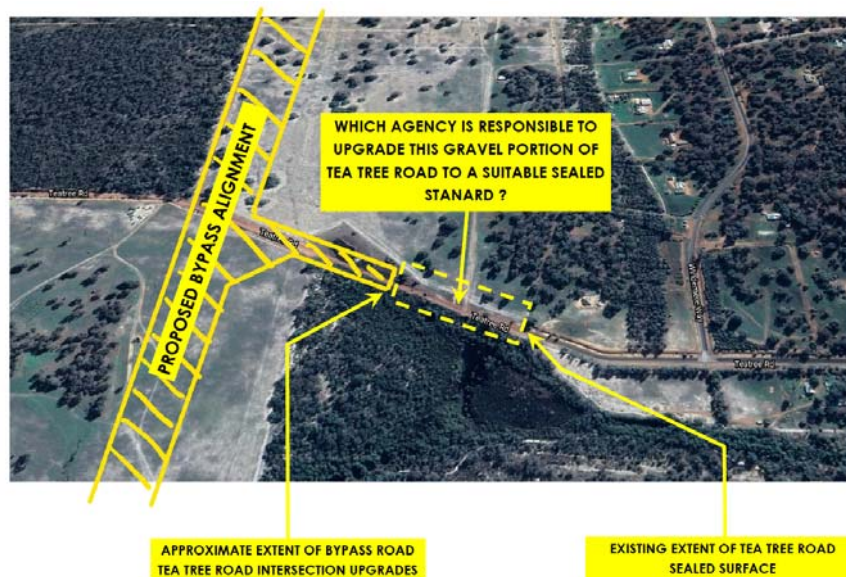 WHICH AGENCY IS RESPONSIBLE TO
UPGRADE THIS GRAVEL PORTION OF
TEA TREE ROAD TO A SUITABLE SEALED
STANARD ?
PROPOSED BYPASS ALIGNMENT
Teatree Rd
Teatree Rd
Teatree Rd
APPROXIMATE EXTENT OF BYPASS ROAD
TEA TREE ROAD INTERSECTION UPGRADES
EXISTING EXTENT OF TEA TREE ROAD
SEALED SURFACE